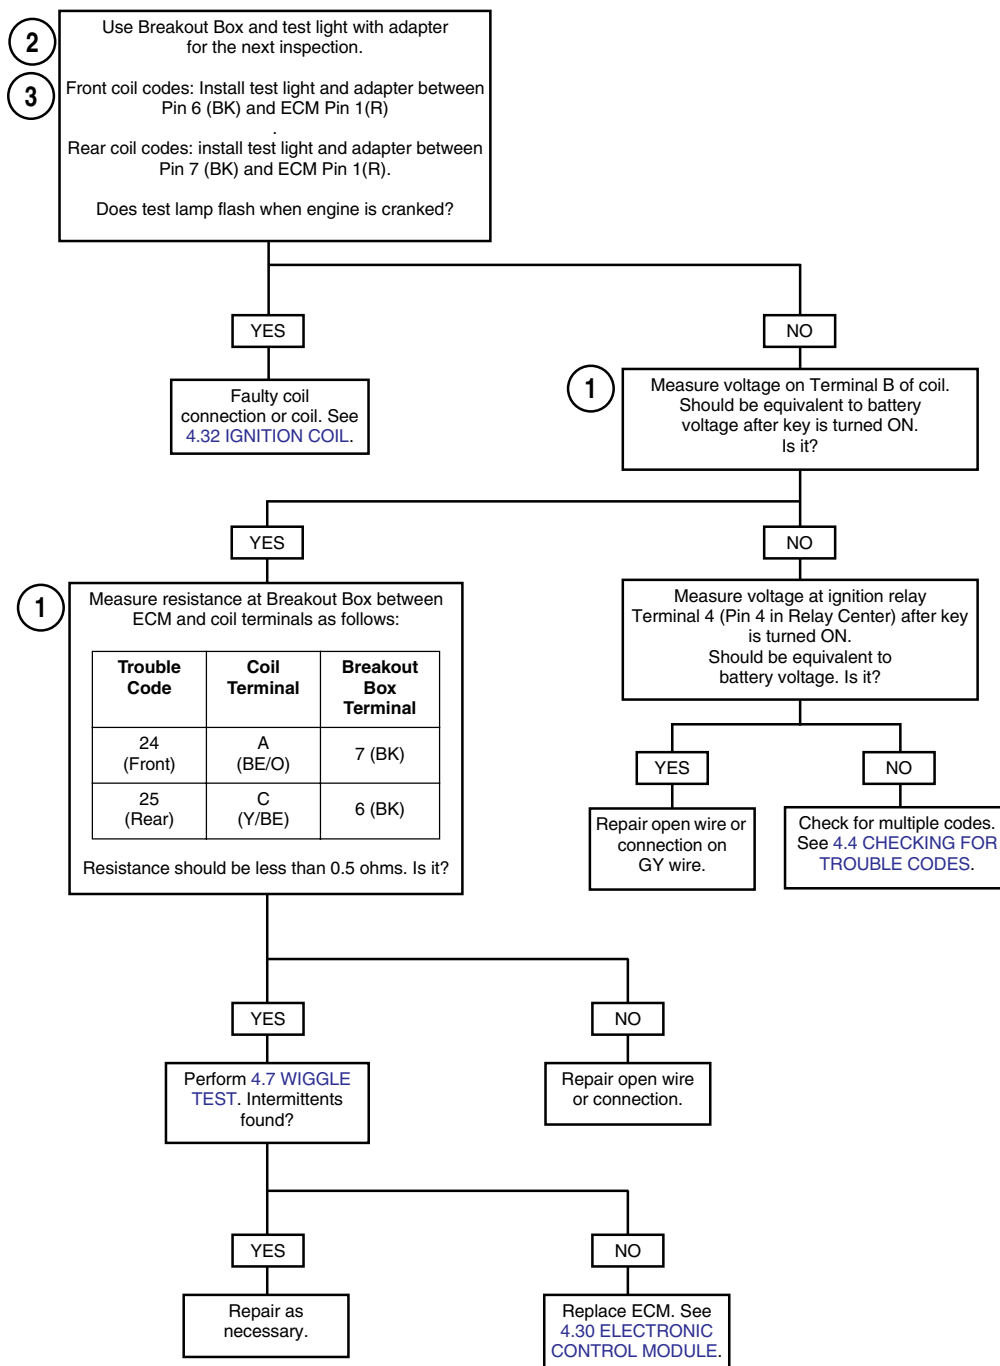 2
Use Breakout Box and test light with adapter
for the next inspection.
3
Front coil codes: Install test light and adapter between
Pin 6 (BK) and ECM Pin 1(R)
.
Rear coil codes: install test light and adapter between
Pin 7 (BK) and ECM Pin 1(R).
Does test lamp flash when engine is cranked?
YES
NO
Faulty coil
connection or coil. See
4.32 IGNITION COIL.
1
Measure voltage on Terminal B of coil.
Should be equivalent to battery
voltage after key is turned ON.
Is it?
YES
NO
1
Measure resistance at Breakout Box between
ECM and coil terminals as follows:
Trouble
Code
Coil
Terminal
Breakout
Box
Terminal
24
(Front)
A
(BE/O)
7 (BK)
25
(Rear)
C
(Y/BE)
6 (BK)
Resistance should be less than 0.5 ohms. Is it?
Measure voltage at ignition relay
Terminal 4 (Pin 4 in Relay Center) after key
is turned ON.
Should be equivalent to
battery voltage. Is it?
YES
NO
Repair open wire or
connection on
GY wire.
Check for multiple codes.
See 4.4 CHECKING FOR
TROUBLE CODES.
YES
NO
Perform 4.7 WIGGLE
TEST. Intermittents
found?
Repair open wire
or connection.
YES
NO
Repair as
necessary.
Replace ECM. See
4.30 ELECTRONIC
CONTROL MODULE.